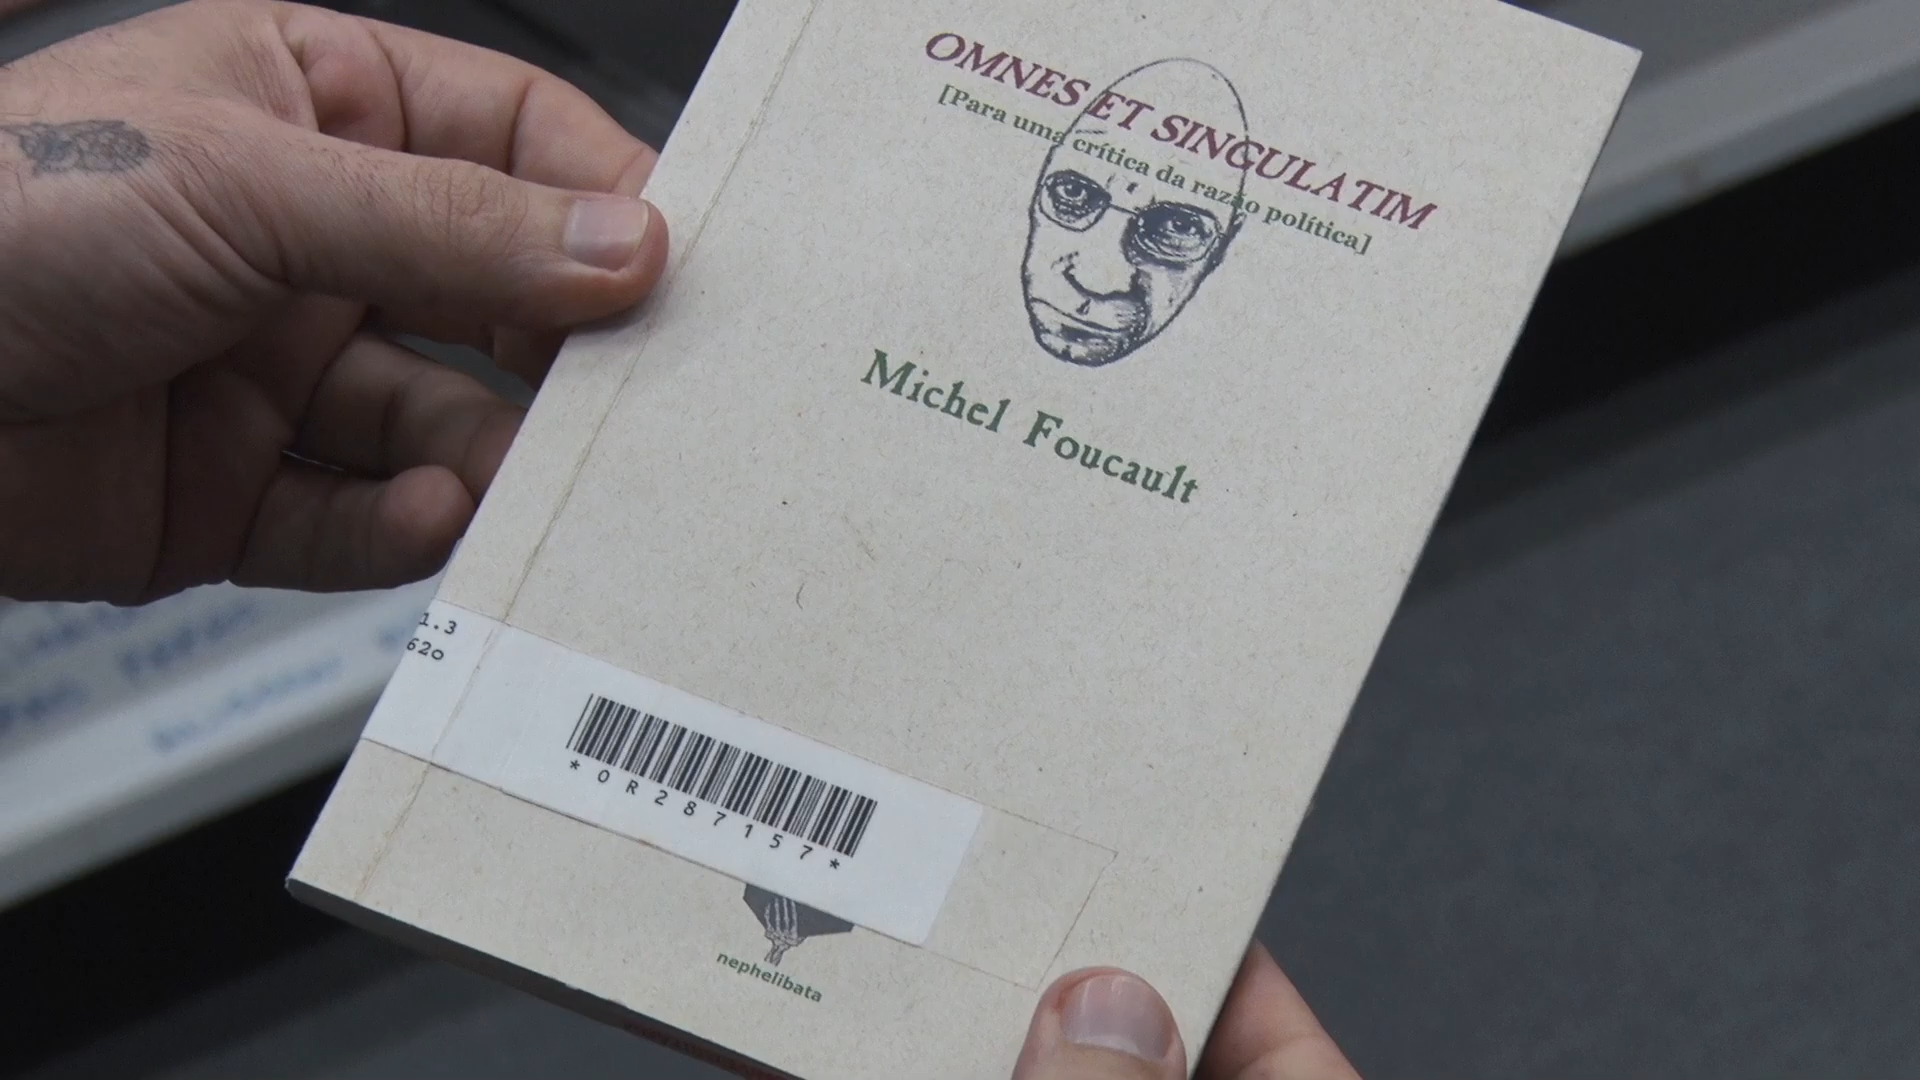 OMNES ET SINGULATIM
[Para uma crítica da razão política]
Michel Foucault
1.3
62o
*0R287157*
nephelibata